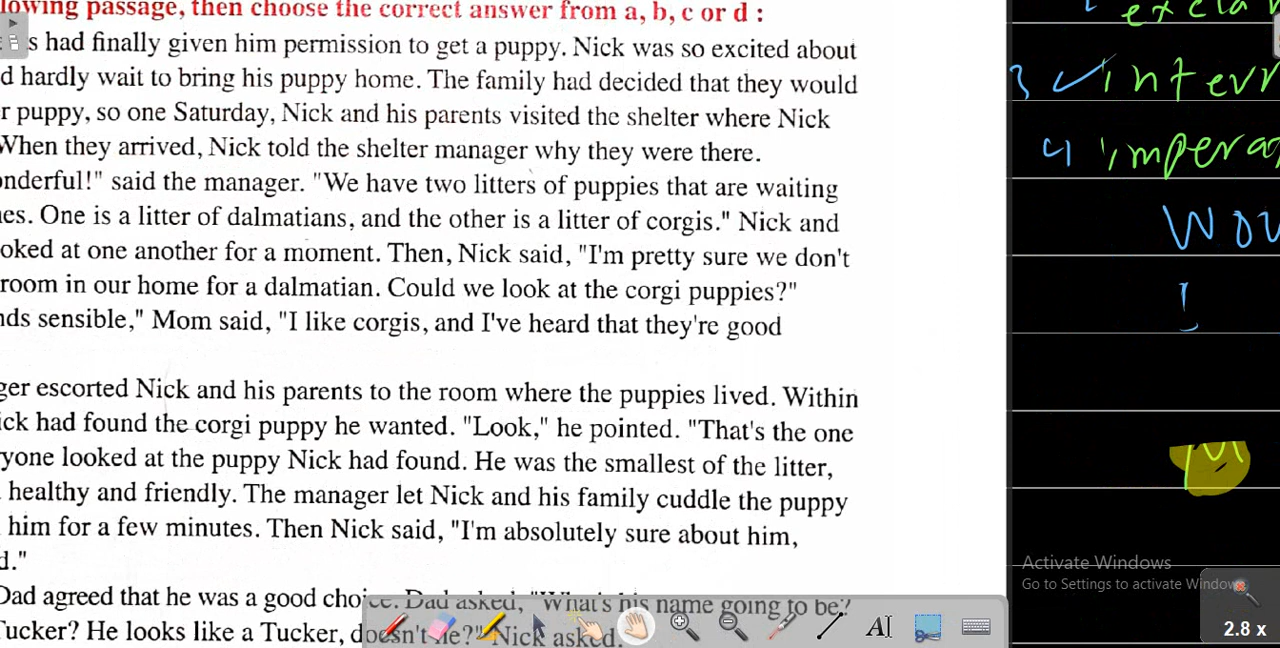 lowing passage, then choose the correct answer from a, b, c or d :
s had finally given him permission to get a puppy. Nick was so excited about
d hardly wait to bring his puppy home. The family had decided that they would
r puppy, so one Saturday, Nick and his parents visited the shelter where Nick
When they arrived, Nick told the shelter manager why they were there.
onderful!" said the manager. "We have two litters of puppies that are waiting
es. One is a litter of dalmatians, and the other is a litter of corgis." Nick and
oked at one another for a moment. Then, Nick said, "I'm pretty sure we don't
room in our home for a dalmatian. Could we look at the corgi puppies?"
nds sensible," Mom said, "I like corgis, and I've heard that they're good
ger escorted Nick and his parents to the room where the puppies lived. Within
ick had found the corgi puppy he wanted. "Look," he pointed. "That's the one
ryone looked at the puppy Nick had found. He was the smallest of the litter,
healthy and friendly. The manager let Nick and his family cuddle the puppy
him for a few minutes. Then Nick said, "I'm absolutely sure about him,
d."
Dad agreed that he was a good choice. Dad asked, "What's his name going to be?
Tucker? He looks like a Tucker, doesn't he?" Nick asked.
AI
excla
3 interr
4 impera
WOU
!
Activate Windows
Go to Settings to activate Windows
2.8 x